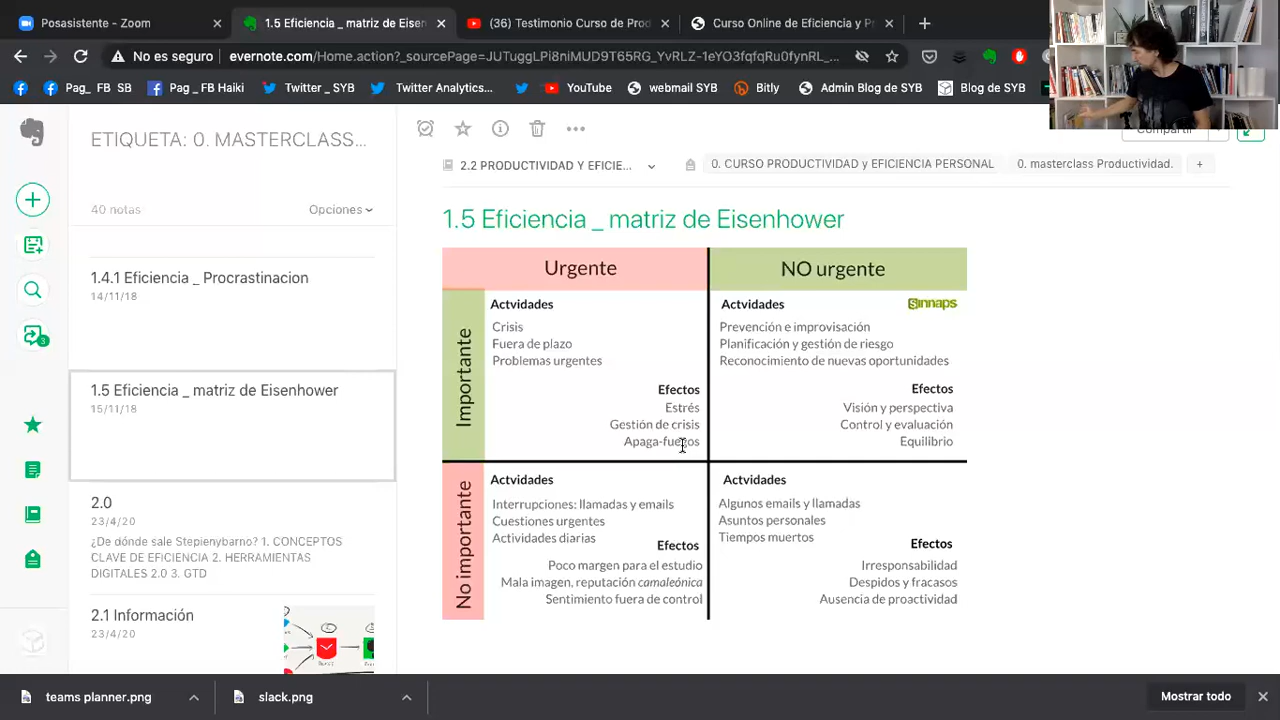 Posasistente - Zoom
1.5 Eficiencia _ matriz de Eisen
(36) Testimonio Curso de Prod
Curso Online de Eficiencia y Pr
No es seguro
evernote.com/Home.action?_sourcePage=JUTuggLPi8niMUD9T65RG_YvRLZ-1eYO3fqfqRu0fynRL_...
Pag_ FB SB
Pag _ FB Haiki
Twitter _ SYB
Twitter Analytics...
YouTube
webmail SYB
Bitly
Admin Blog de SYB
Blog de SYB
ETIQUETA: 0. MASTERCLASS...
40 notas
Opciones
1.4.1 Eficiencia _ Procrastinacion
14/11/18
1.5 Eficiencia _ matriz de Eisenhower
15/11/18
2.0
23/4/20
¿De dónde sale Stepienybarno? 1. CONCEPTOS
CLAVE DE EFICIENCIA 2. HERRAMIENTAS
DIGITALES 2.0 3. GTD
2.1 Información
23/4/20
3
Compartir
2.2 PRODUCTIVIDAD Y EFICIE...
0. CURSO PRODUCTIVIDAD y EFICIENCIA PERSONAL
0. masterclass Productividad.
1.5 Eficiencia _ matriz de Eisenhower
Urgente
NO urgente
Importante
Actvidades
Crisis
Fuera de plazo
Problemas urgentes
Efectos
Estrés
Gestión de crisis
Apaga-fuegos
Actvidades
Sinnaps
Prevención e improvisación
Planificación y gestión de riesgo
Reconocimiento de nuevas oportunidades
Efectos
Visión y perspectiva
Control y evaluación
Equilibrio
No importante
Actvidades
Interrupciones: llamadas y emails
Cuestiones urgentes
Actividades diarias
Efectos
Poco margen para el estudio
Mala imagen, reputación camaleónica
Sentimiento fuera de control
Actvidades
Algunos emails y llamadas
Asuntos personales
Tiempos muertos
Efectos
Irresponsabilidad
Despidos y fracasos
Ausencia de proactividad
teams planner.png
slack.png
Mostrar todo